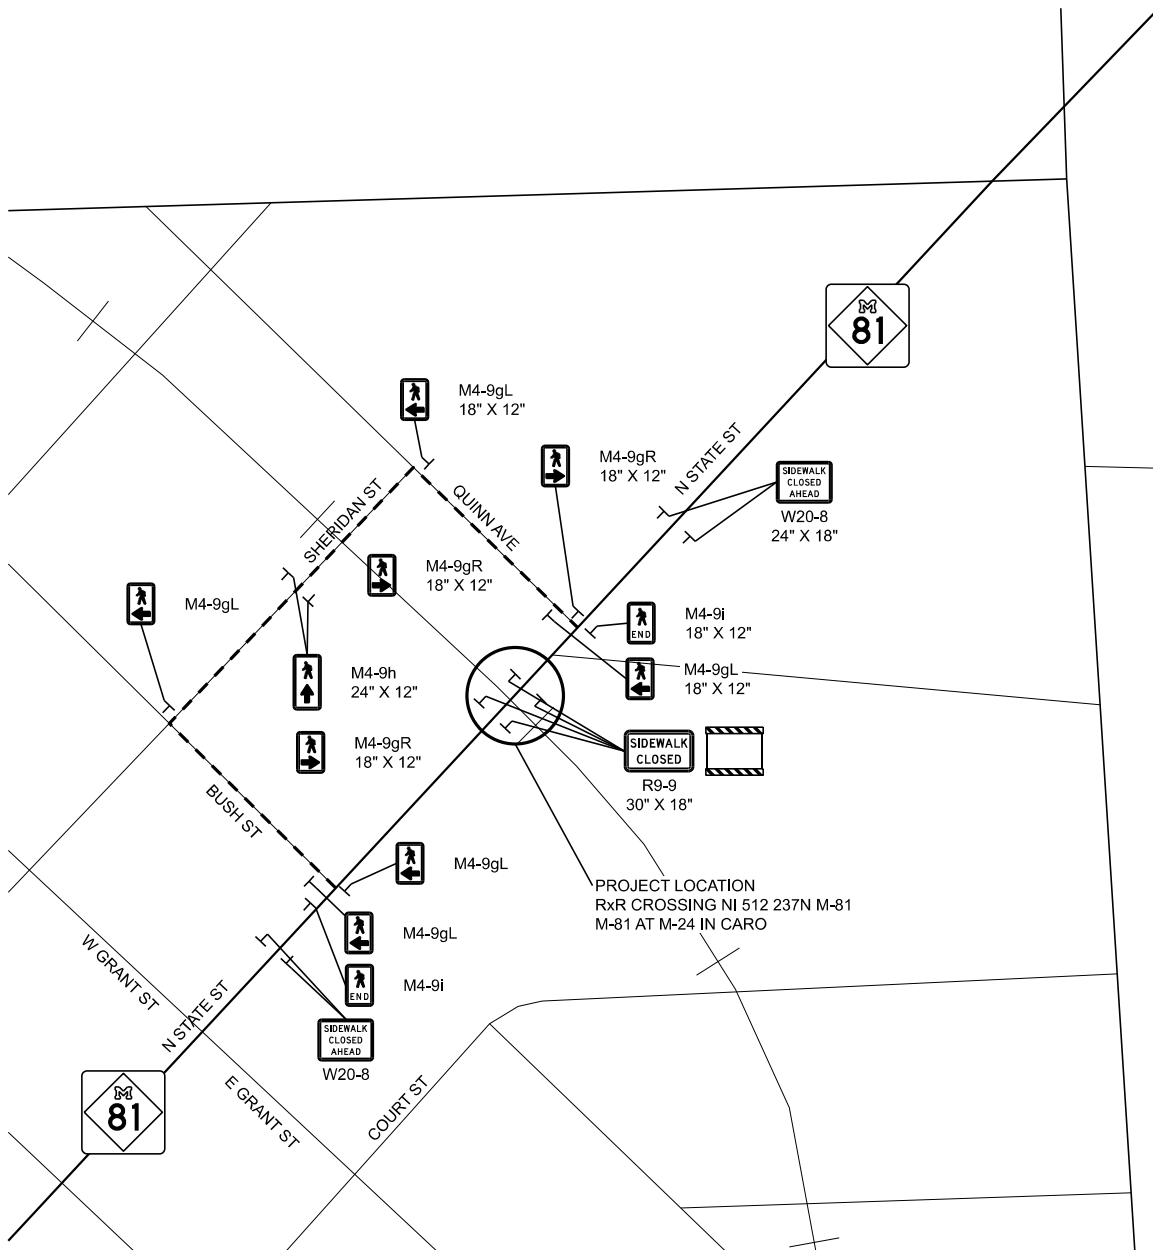 M
81
M4-9gL
18" X 12"
M4-9gR
18" X 12"
N STATE ST
SIDEWALK
CLOSED
AHEAD
W20-8
24" X 18"
QUINN AVE
SHERIDAN ST
M4-9gR
18" X 12"
M4-9gL
END
M4-9i
18" X 12"
M4-9h
24" X 12"
M4-9gL
18" X 12"
M4-9gR
18" X 12"
SIDEWALK
CLOSED
R9-9
30" X 18"
BUSH ST
M4-9gL
PROJECT LOCATION
RxR CROSSING NI 512 237N M-81
M-81 AT M-24 IN CARO
M4-9gL
END
M4-9i
W GRANT ST
N STATE ST
SIDEWALK
CLOSED
AHEAD
W20-8
M
81
E GRANT ST
COURT ST